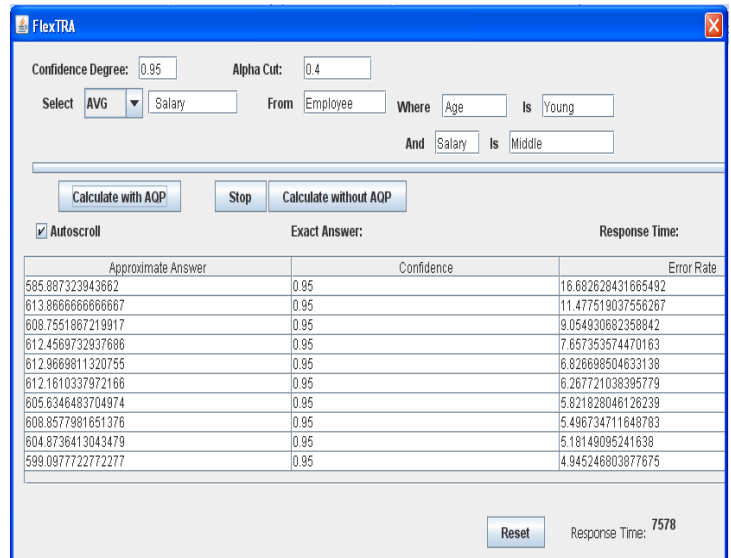 FlexTRA
Confidence Degree: 0.95 Alpha Cut: 0.4
Select AVG Salary From Employee Where Age Is Young
And Salary Is Middle
Calculate with AQP Stop Calculate without AQP
Autoscroll Exact Answer: Response Time:
Approximate Answer Confidence Error Rate
585.887323943662 0.95 16.682628431665492
613.8666666666667 0.95 11.477519037556267
608.7551867219917 0.95 9.054930682358842
612.4569732937686 0.95 7.657353574470163
612.9669811320755 0.95 6.826698504633138
612.1610337972166 0.95 6.267721038395779
605.6346483704974 0.95 5.821828046126239
608.8577981651376 0.95 5.496734711648783
604.8736413043479 0.95 5.18149095241638
599.0977722772277 0.95 4.945246803877675
Reset Response Time: 7578